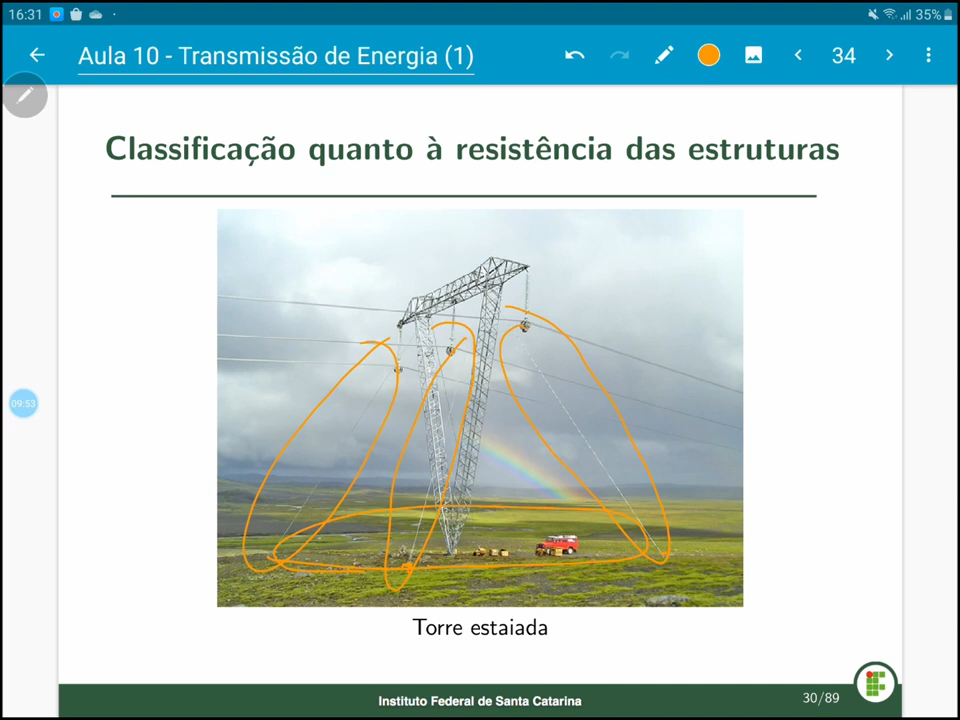 16:31
35%
Aula 10 - Transmissão de Energia (1)
34
Classificação quanto à resistência das estruturas
09:53
Torre estaiada
Instituto Federal de Santa Catarina
30/89